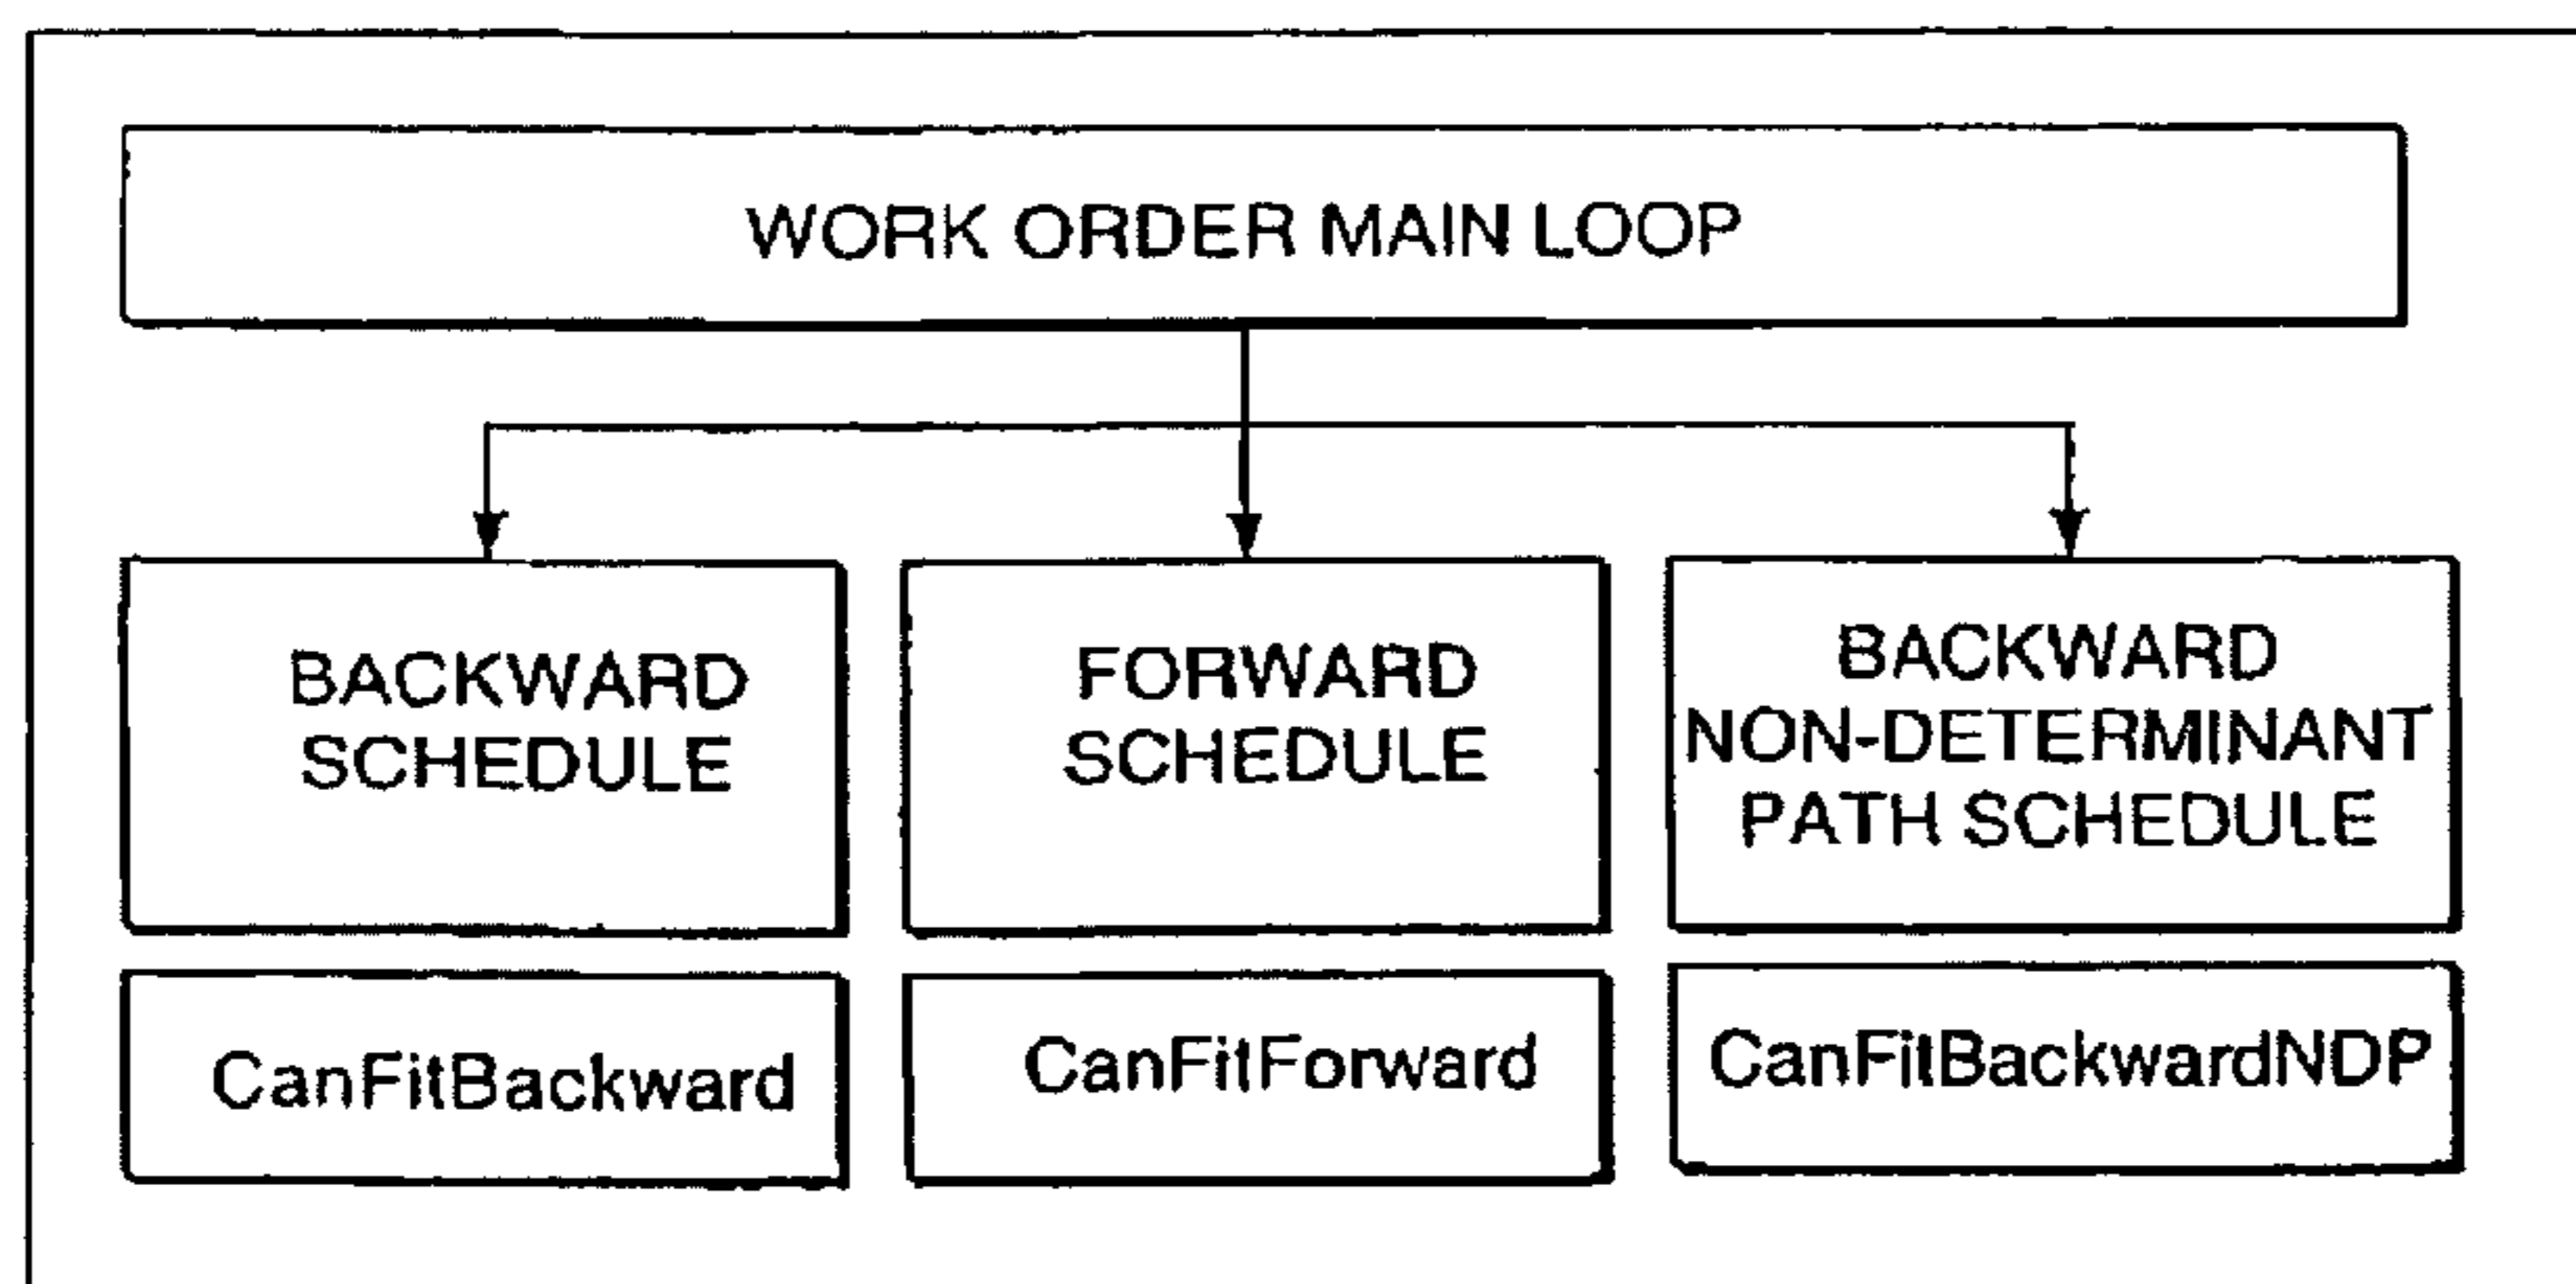 WORK ORDER MAIN LOOP
BACKWARD
SCHEDULE
FORWARD
SCHEDULE
BACKWARD
NON-DETERMINANT
PATH SCHEDULE
CanFitBackward
CanFitForward
CanFitBackwardNDP